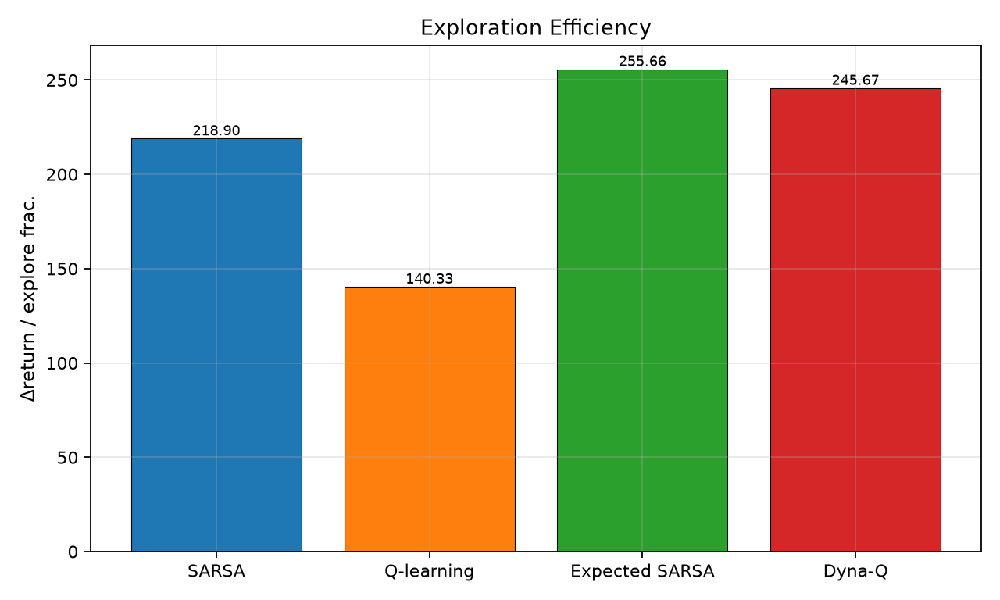 Exploration Efficiency
Δreturn / explore frac.
250
200
150
100
50
0
218.90
140.33
255.66
245.67
SARSA
Q-learning
Expected SARSA
Dyna-Q